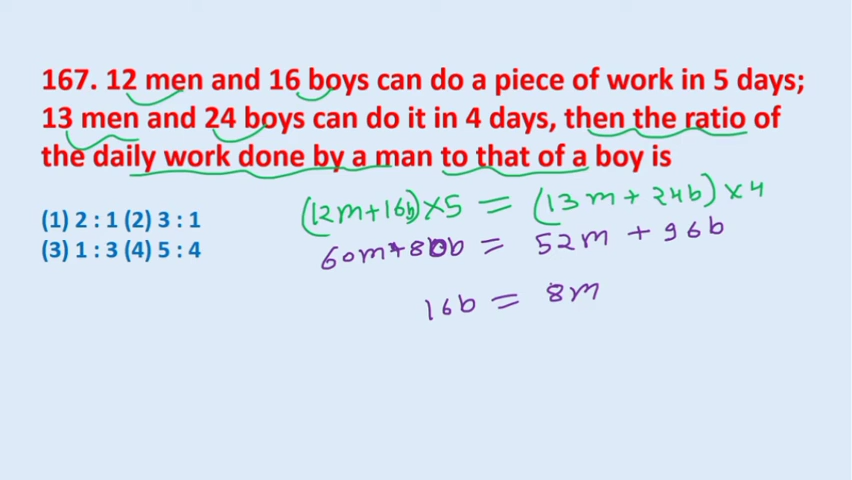 167. 12 men and 16 boys can do a piece of work in 5 days;
13 men and 24 boys can do it in 4 days, then the ratio of
the daily work done by a man to that of a boy is
(1) 2 : 1 (2) 3 : 1
(3) 1 : 3 (4) 5 : 4
(12m+16b)×5 = (13m+24b)×4
60m+80b = 52m + 96b
16b = 8m